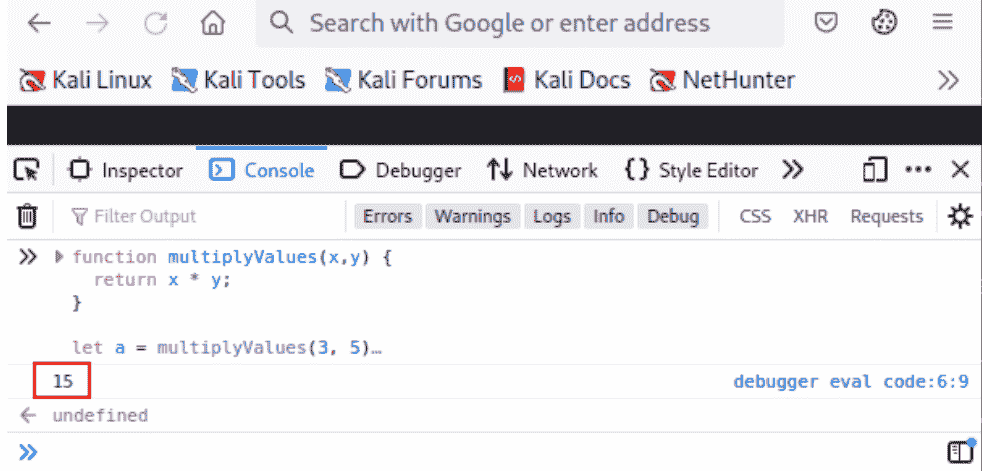 Search with Google or enter address
Kali Linux Kali Tools Kali Forums Kali Docs NetHunter
Inspector Console Debugger Network {} Style Editor
Filter Output Errors Warnings Logs Info Debug CSS XHR Requests
function multiplyValues(x,y) {
return x * y;
}
let a = multiplyValues(3, 5)…
15 debugger eval code:6:9
undefined